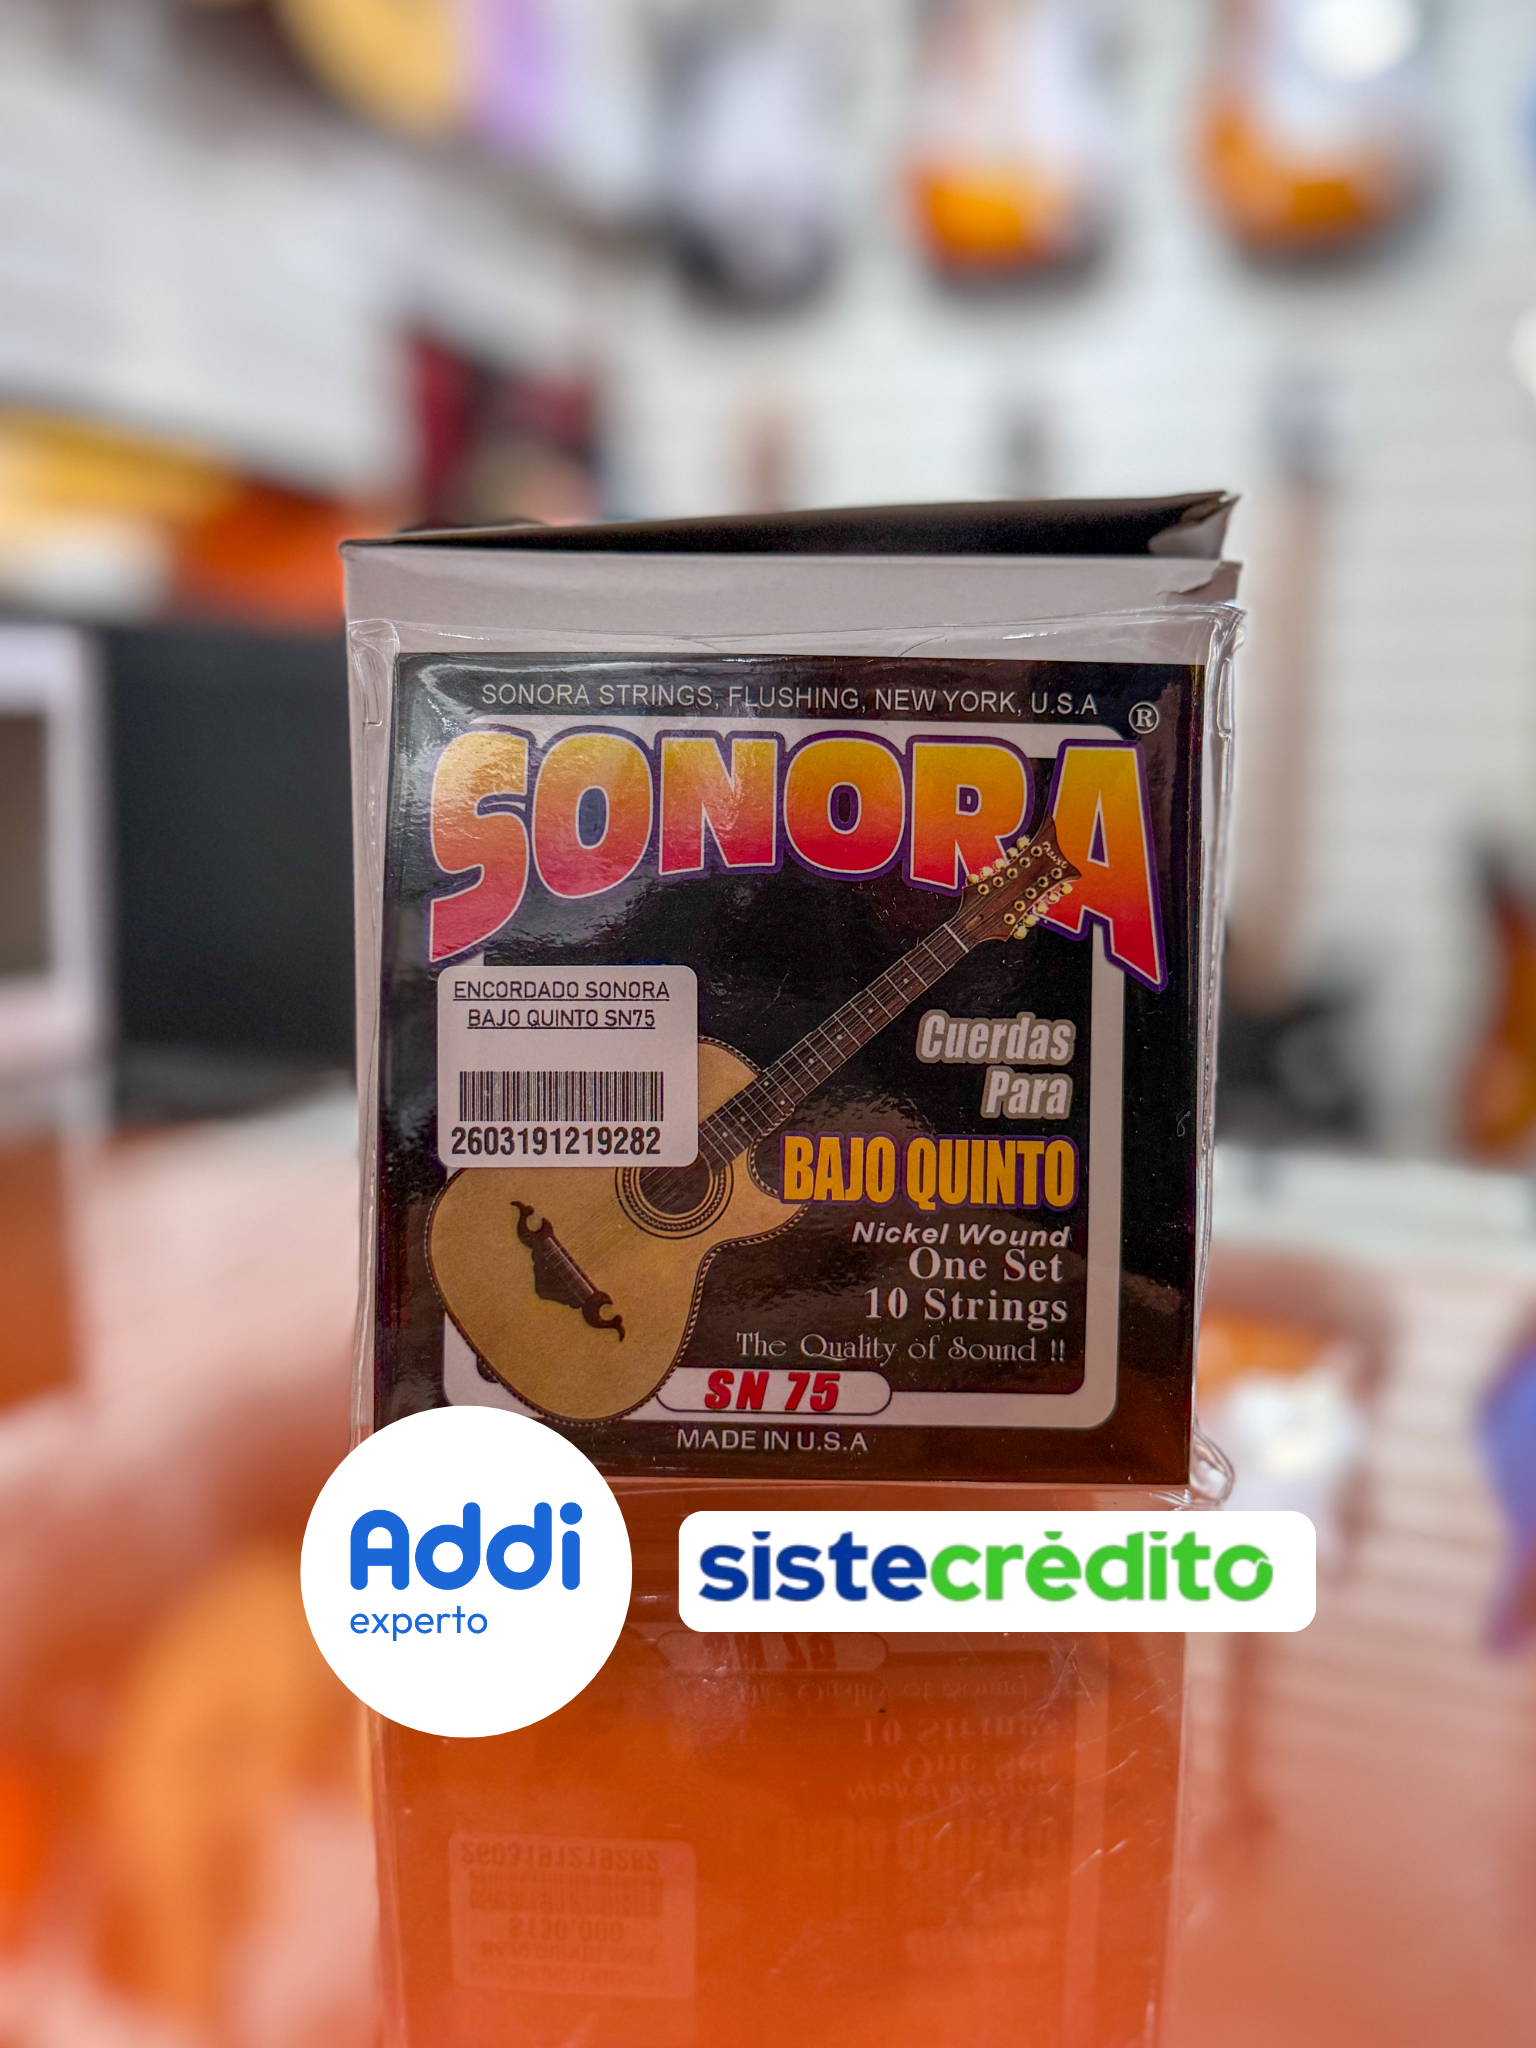 SONORA STRINGS, FLUSHING, NEW YORK, U.S.A
®
SONORA
ENCORDADO SONORA
BAJO QUINTO SN75
2603191219282
Cuerdas
Para
BAJO QUINTO
Nickel Wound
One Set
10 Strings
The Quality of Sound !!
SN 75
MADE IN U.S.A
Addi
experto
sistecrédito